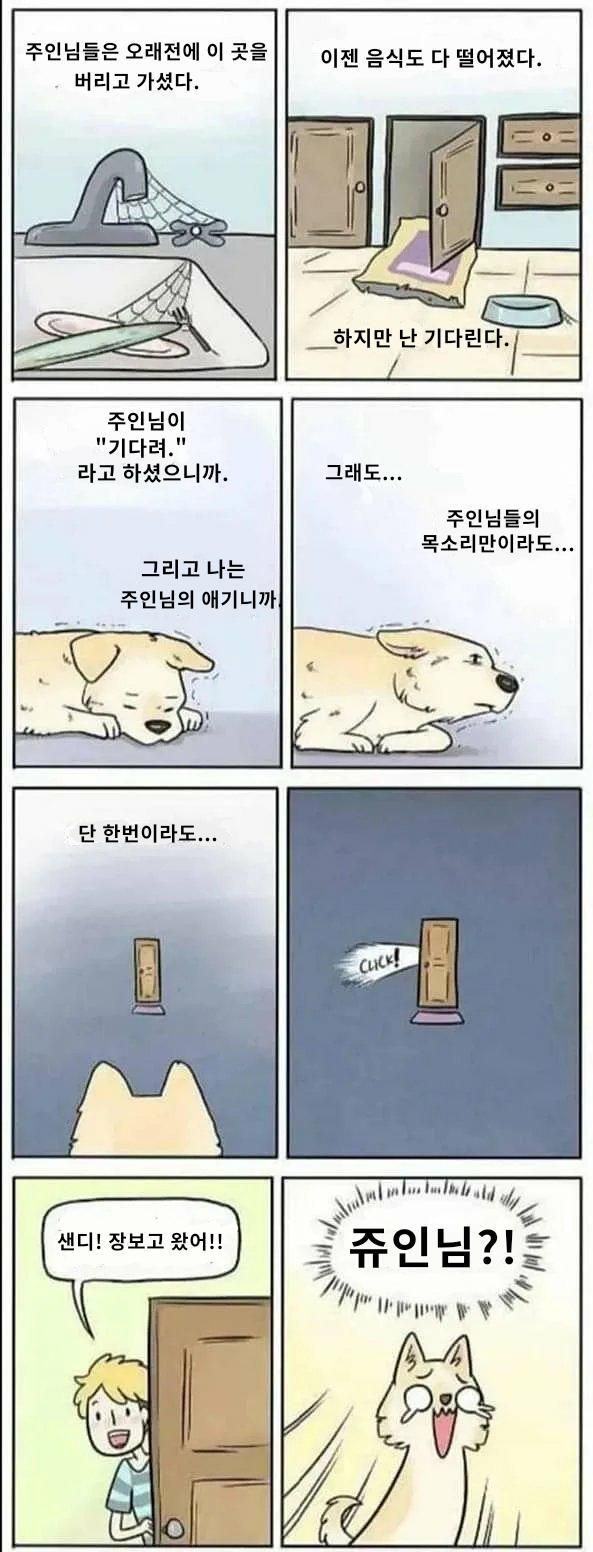 주인님들은 오래전에 이 곳을
버리고 가셨다.
이젠 음식도 다 떨어졌다.
하지만 난 기다린다.
주인님이
"기다려."
라고 하셨으니까.
그리고 나는
주인님의 애기니까.
그래도...
주인님들의
목소리만이라도...
단 한번이라도...
CLICK!
샌디! 장보고 왔어!!
쥬인님?!